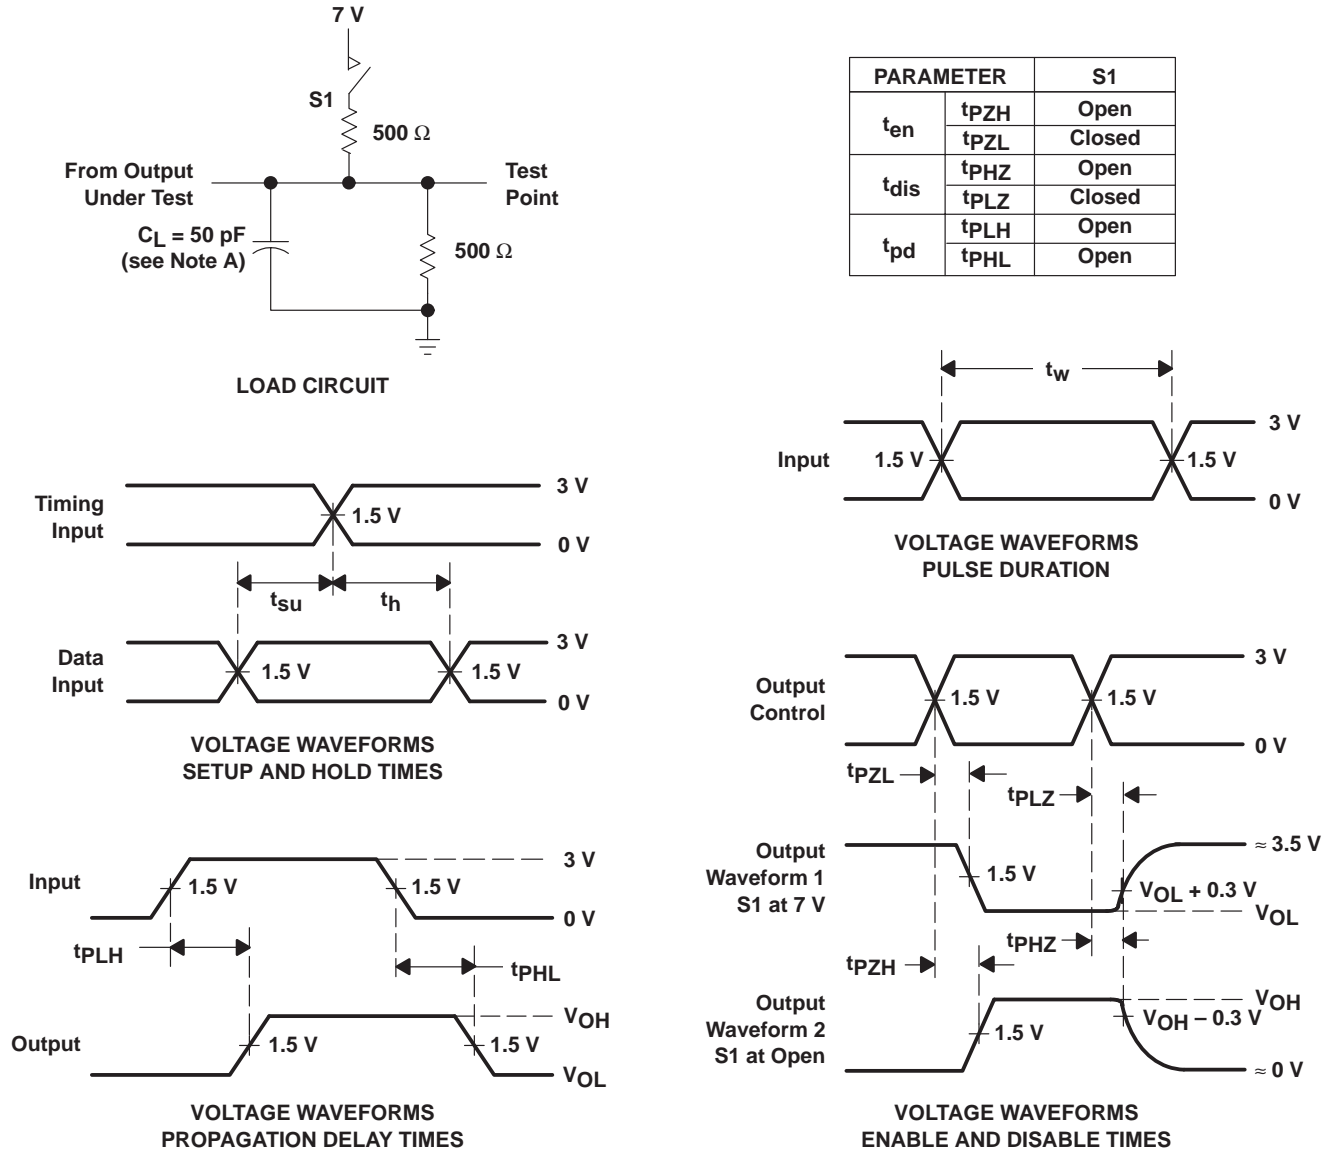 7 V
S1
500 Ω
From Output
Under Test
Test
Point
CL = 50 pF
(see Note A)
500 Ω
LOAD CIRCUIT
PARAMETER S1
ten tPZH Open
tPZL Closed
tdis tPHZ Open
tPLZ Closed
tpd tPLH Open
tPHL Open
tw
Input 1.5 V 1.5 V 3 V
0 V
VOLTAGE WAVEFORMS
PULSE DURATION
Timing
Input
1.5 V
3 V
0 V
tsu th
Data
Input
1.5 V 1.5 V
3 V
0 V
VOLTAGE WAVEFORMS
SETUP AND HOLD TIMES
Input 1.5 V 1.5 V 3 V
0 V
tPLH tPHL
Output 1.5 V 1.5 V VOH
VOL
VOLTAGE WAVEFORMS
PROPAGATION DELAY TIMES
Output
Control
1.5 V 1.5 V
3 V
0 V
tPZL tPLZ
Output
Waveform 1
S1 at 7 V
1.5 V
≈ 3.5 V
VOL + 0.3 V
VOL
tPZH tPHZ
Output
Waveform 2
S1 at Open
1.5 V
VOH
VOH – 0.3 V
≈ 0 V
VOLTAGE WAVEFORMS
ENABLE AND DISABLE TIMES